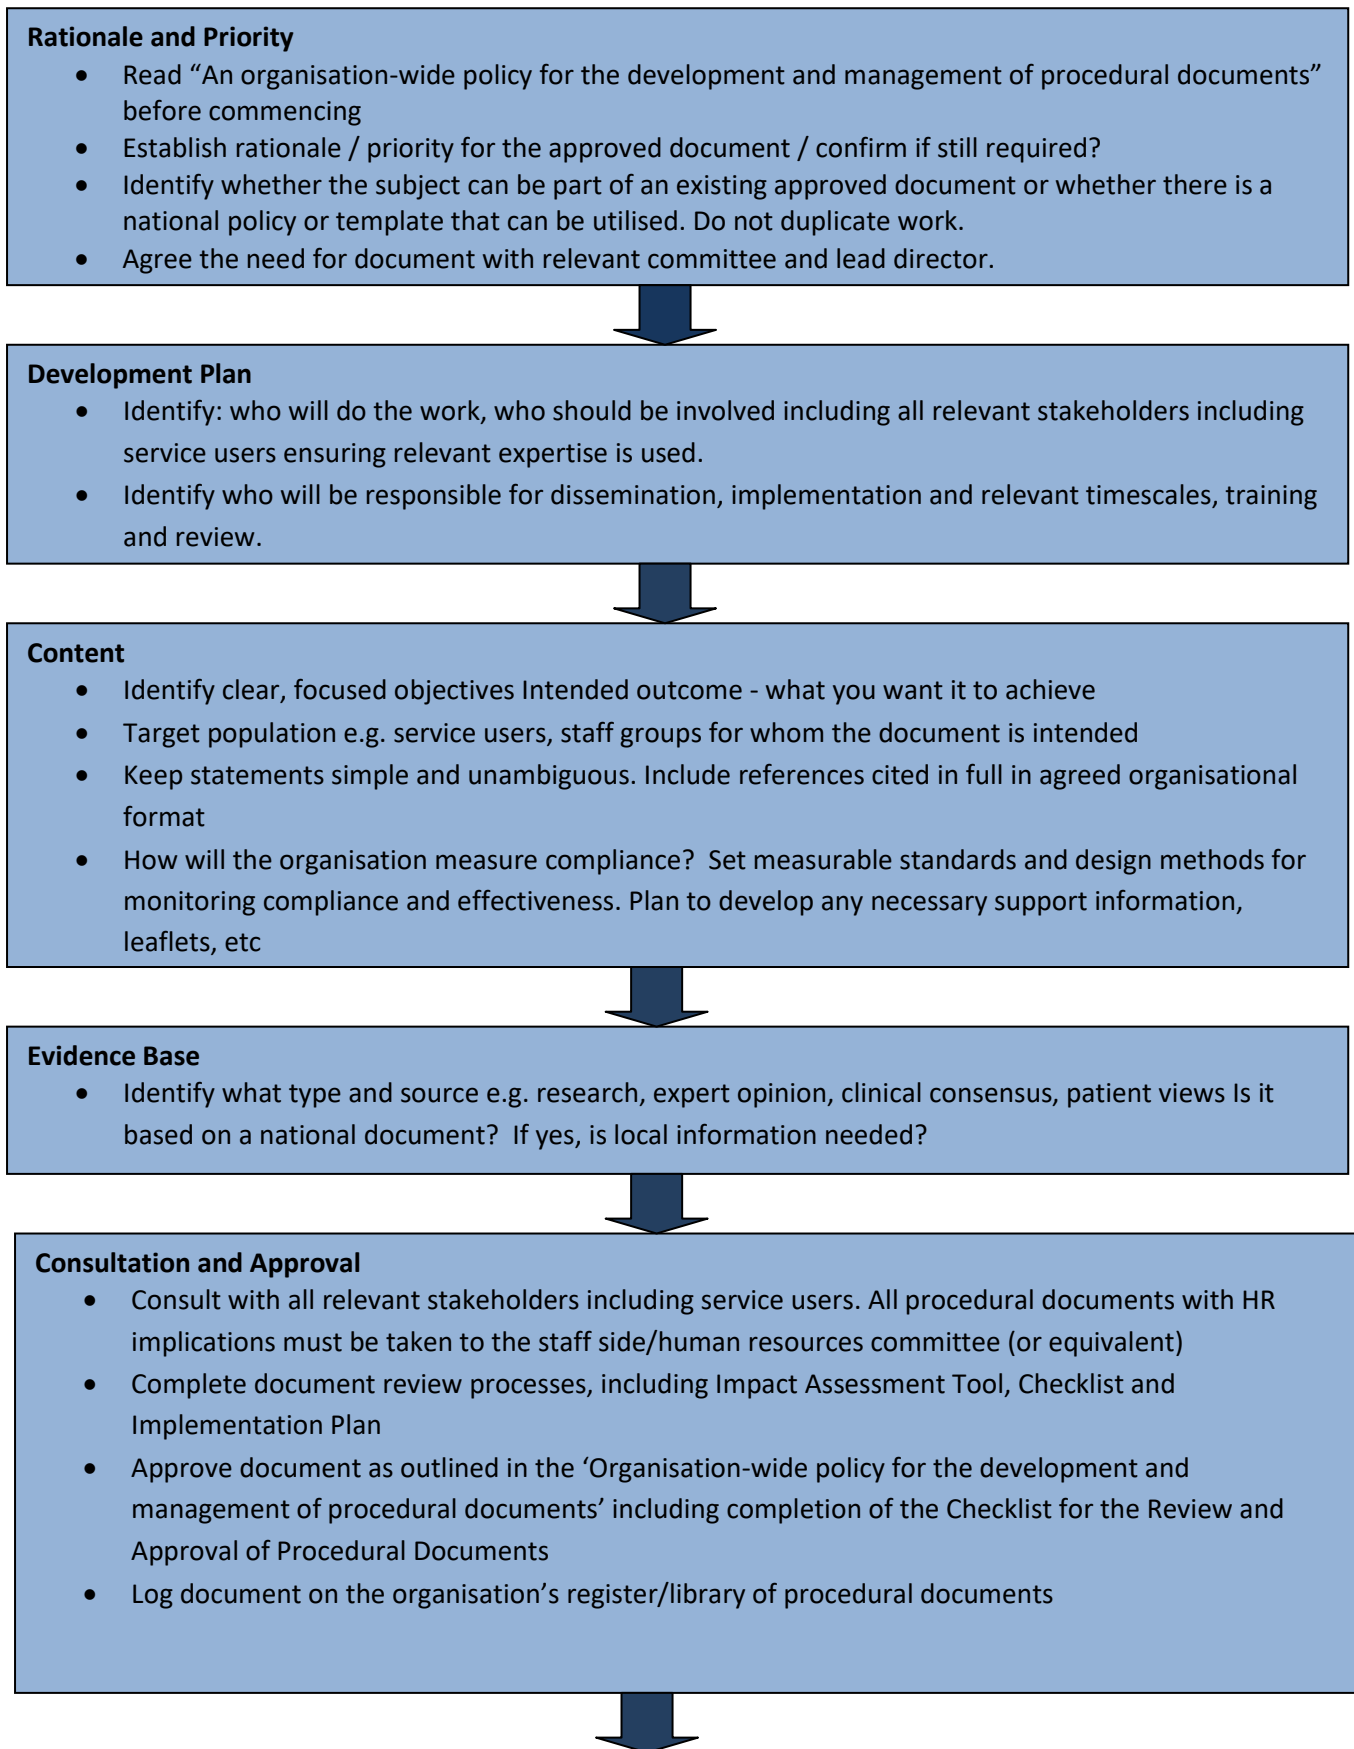 Rationale and Priority
• Read “An organisation-wide policy for the development and management of procedural documents”
before commencing
• Establish rationale / priority for the approved document / confirm if still required?
• Identify whether the subject can be part of an existing approved document or whether there is a
national policy or template that can be utilised. Do not duplicate work.
• Agree the need for document with relevant committee and lead director.
Development Plan
• Identify: who will do the work, who should be involved including all relevant stakeholders including
service users ensuring relevant expertise is used.
• Identify who will be responsible for dissemination, implementation and relevant timescales, training
and review.
Content
• Identify clear, focused objectives Intended outcome - what you want it to achieve
• Target population e.g. service users, staff groups for whom the document is intended
• Keep statements simple and unambiguous. Include references cited in full in agreed organisational
format
• How will the organisation measure compliance?  Set measurable standards and design methods for
monitoring compliance and effectiveness. Plan to develop any necessary support information,
leaflets, etc
Evidence Base
• Identify what type and source e.g. research, expert opinion, clinical consensus, patient views Is it
based on a national document?  If yes, is local information needed?
Consultation and Approval
• Consult with all relevant stakeholders including service users. All procedural documents with HR
implications must be taken to the staff side/human resources committee (or equivalent)
• Complete document review processes, including Impact Assessment Tool, Checklist and
Implementation Plan
• Approve document as outlined in the ‘Organisation-wide policy for the development and
management of procedural documents’ including completion of the Checklist for the Review and
Approval of Procedural Documents
• Log document on the organisation’s register/library of procedural documents